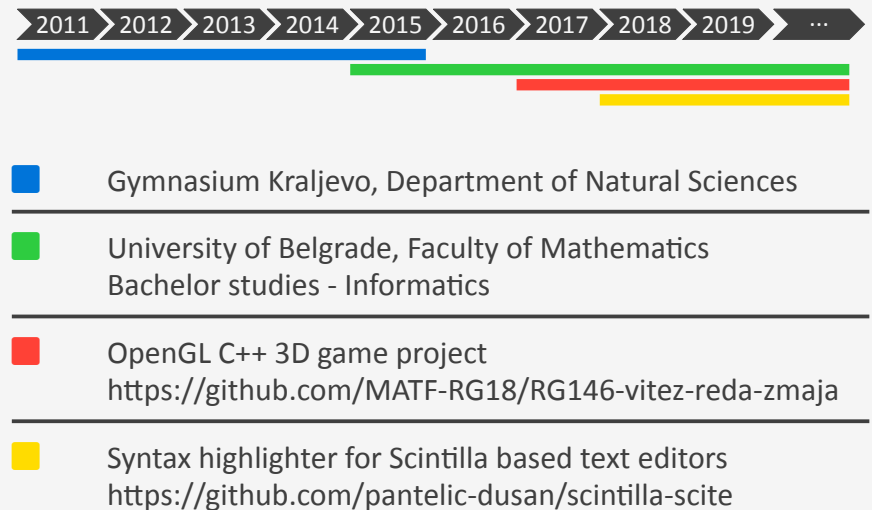 2011 2012 2013 2014 2015 2016 2017 2018 2019 ...
Gymnasium Kraljevo, Department of Natural Sciences
University of Belgrade, Faculty of Mathematics
Bachelor studies - Informatics
OpenGL C++ 3D game project
https://github.com/MATF-RG18/RG146-vitez-reda-zmaja
Syntax highlighter for Scintilla based text editors
https://github.com/pantelic-dusan/scintilla-scite